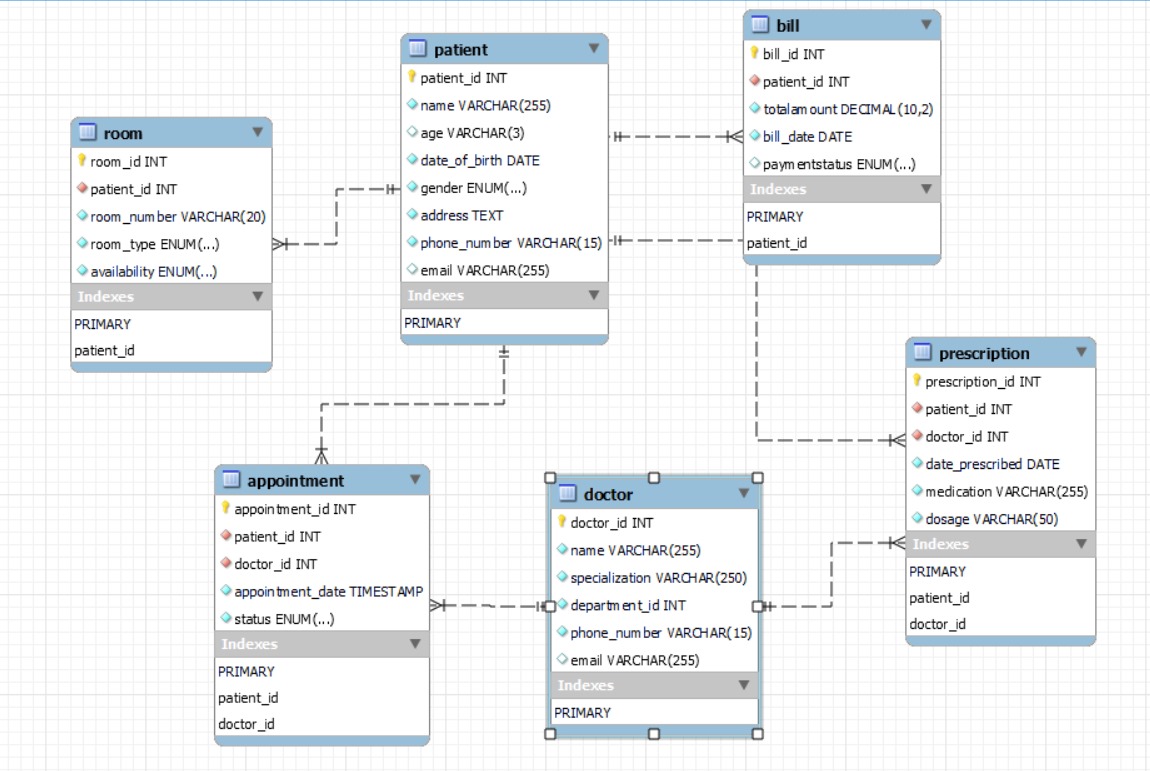 room
room_id INT
patient_id INT
room_number VARCHAR(20)
room_type ENUM(...)
availability ENUM(...)
Indexes
PRIMARY
patient_id
patient
patient_id INT
name VARCHAR(255)
age VARCHAR(3)
date_of_birth DATE
gender ENUM(...)
address TEXT
phone_number VARCHAR(15)
email VARCHAR(255)
Indexes
PRIMARY
bill
bill_id INT
patient_id INT
totalamount DECIMAL(10,2)
bill_date DATE
paymentstatus ENUM(...)
Indexes
PRIMARY
patient_id
appointment
appointment_id INT
patient_id INT
doctor_id INT
appointment_date TIMESTAMP
status ENUM(...)
Indexes
PRIMARY
patient_id
doctor_id
doctor
doctor_id INT
name VARCHAR(255)
specialization VARCHAR(250)
department_id INT
phone_number VARCHAR(15)
email VARCHAR(255)
Indexes
PRIMARY
prescription
prescription_id INT
patient_id INT
doctor_id INT
date_prescribed DATE
medication VARCHAR(255)
dosage VARCHAR(50)
Indexes
PRIMARY
patient_id
doctor_id